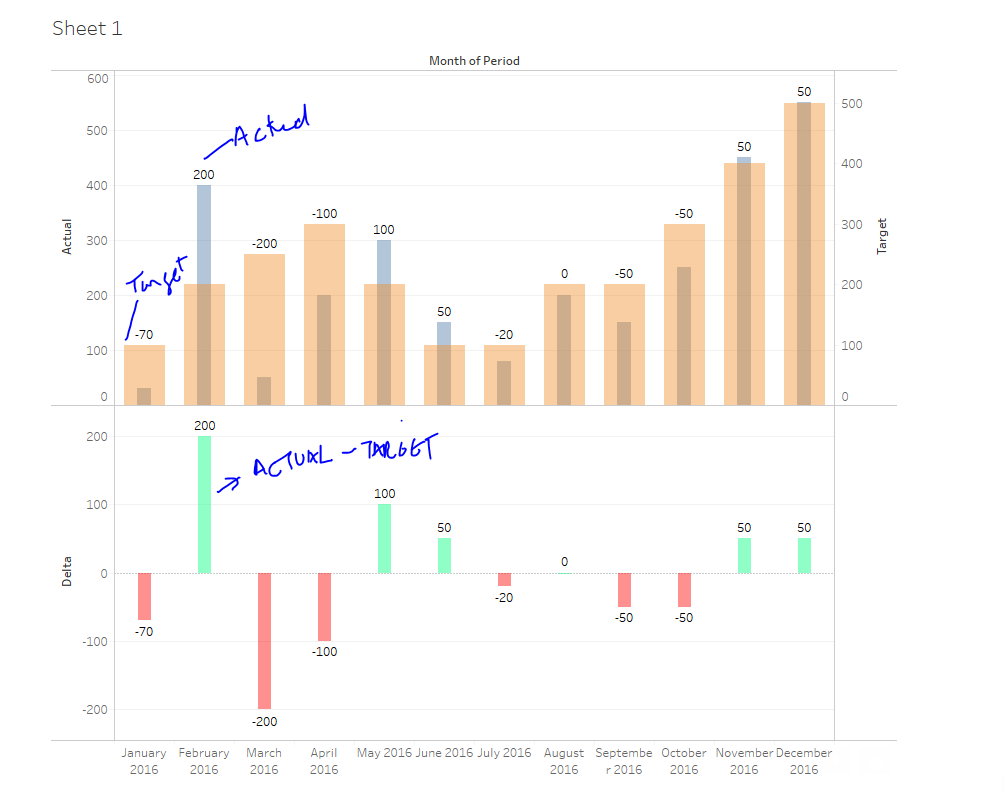 Sheet 1
Month of Period
600
500
400
300
200
100
0
Actual
500
400
300
200
100
0
Target
-70
200
-200
-100
100
50
-20
0
-50
-50
50
50
Actual
Target
200
100
0
-100
-200
Delta
-70
200
-200
-100
100
50
-20
0
-50
-50
50
50
ACTUAL - TARGET
January
2016
February
2016
March
2016
April
2016
May 2016
June 2016
July 2016
August
2016
Septembe
r 2016
October
2016
November
2016
December
2016